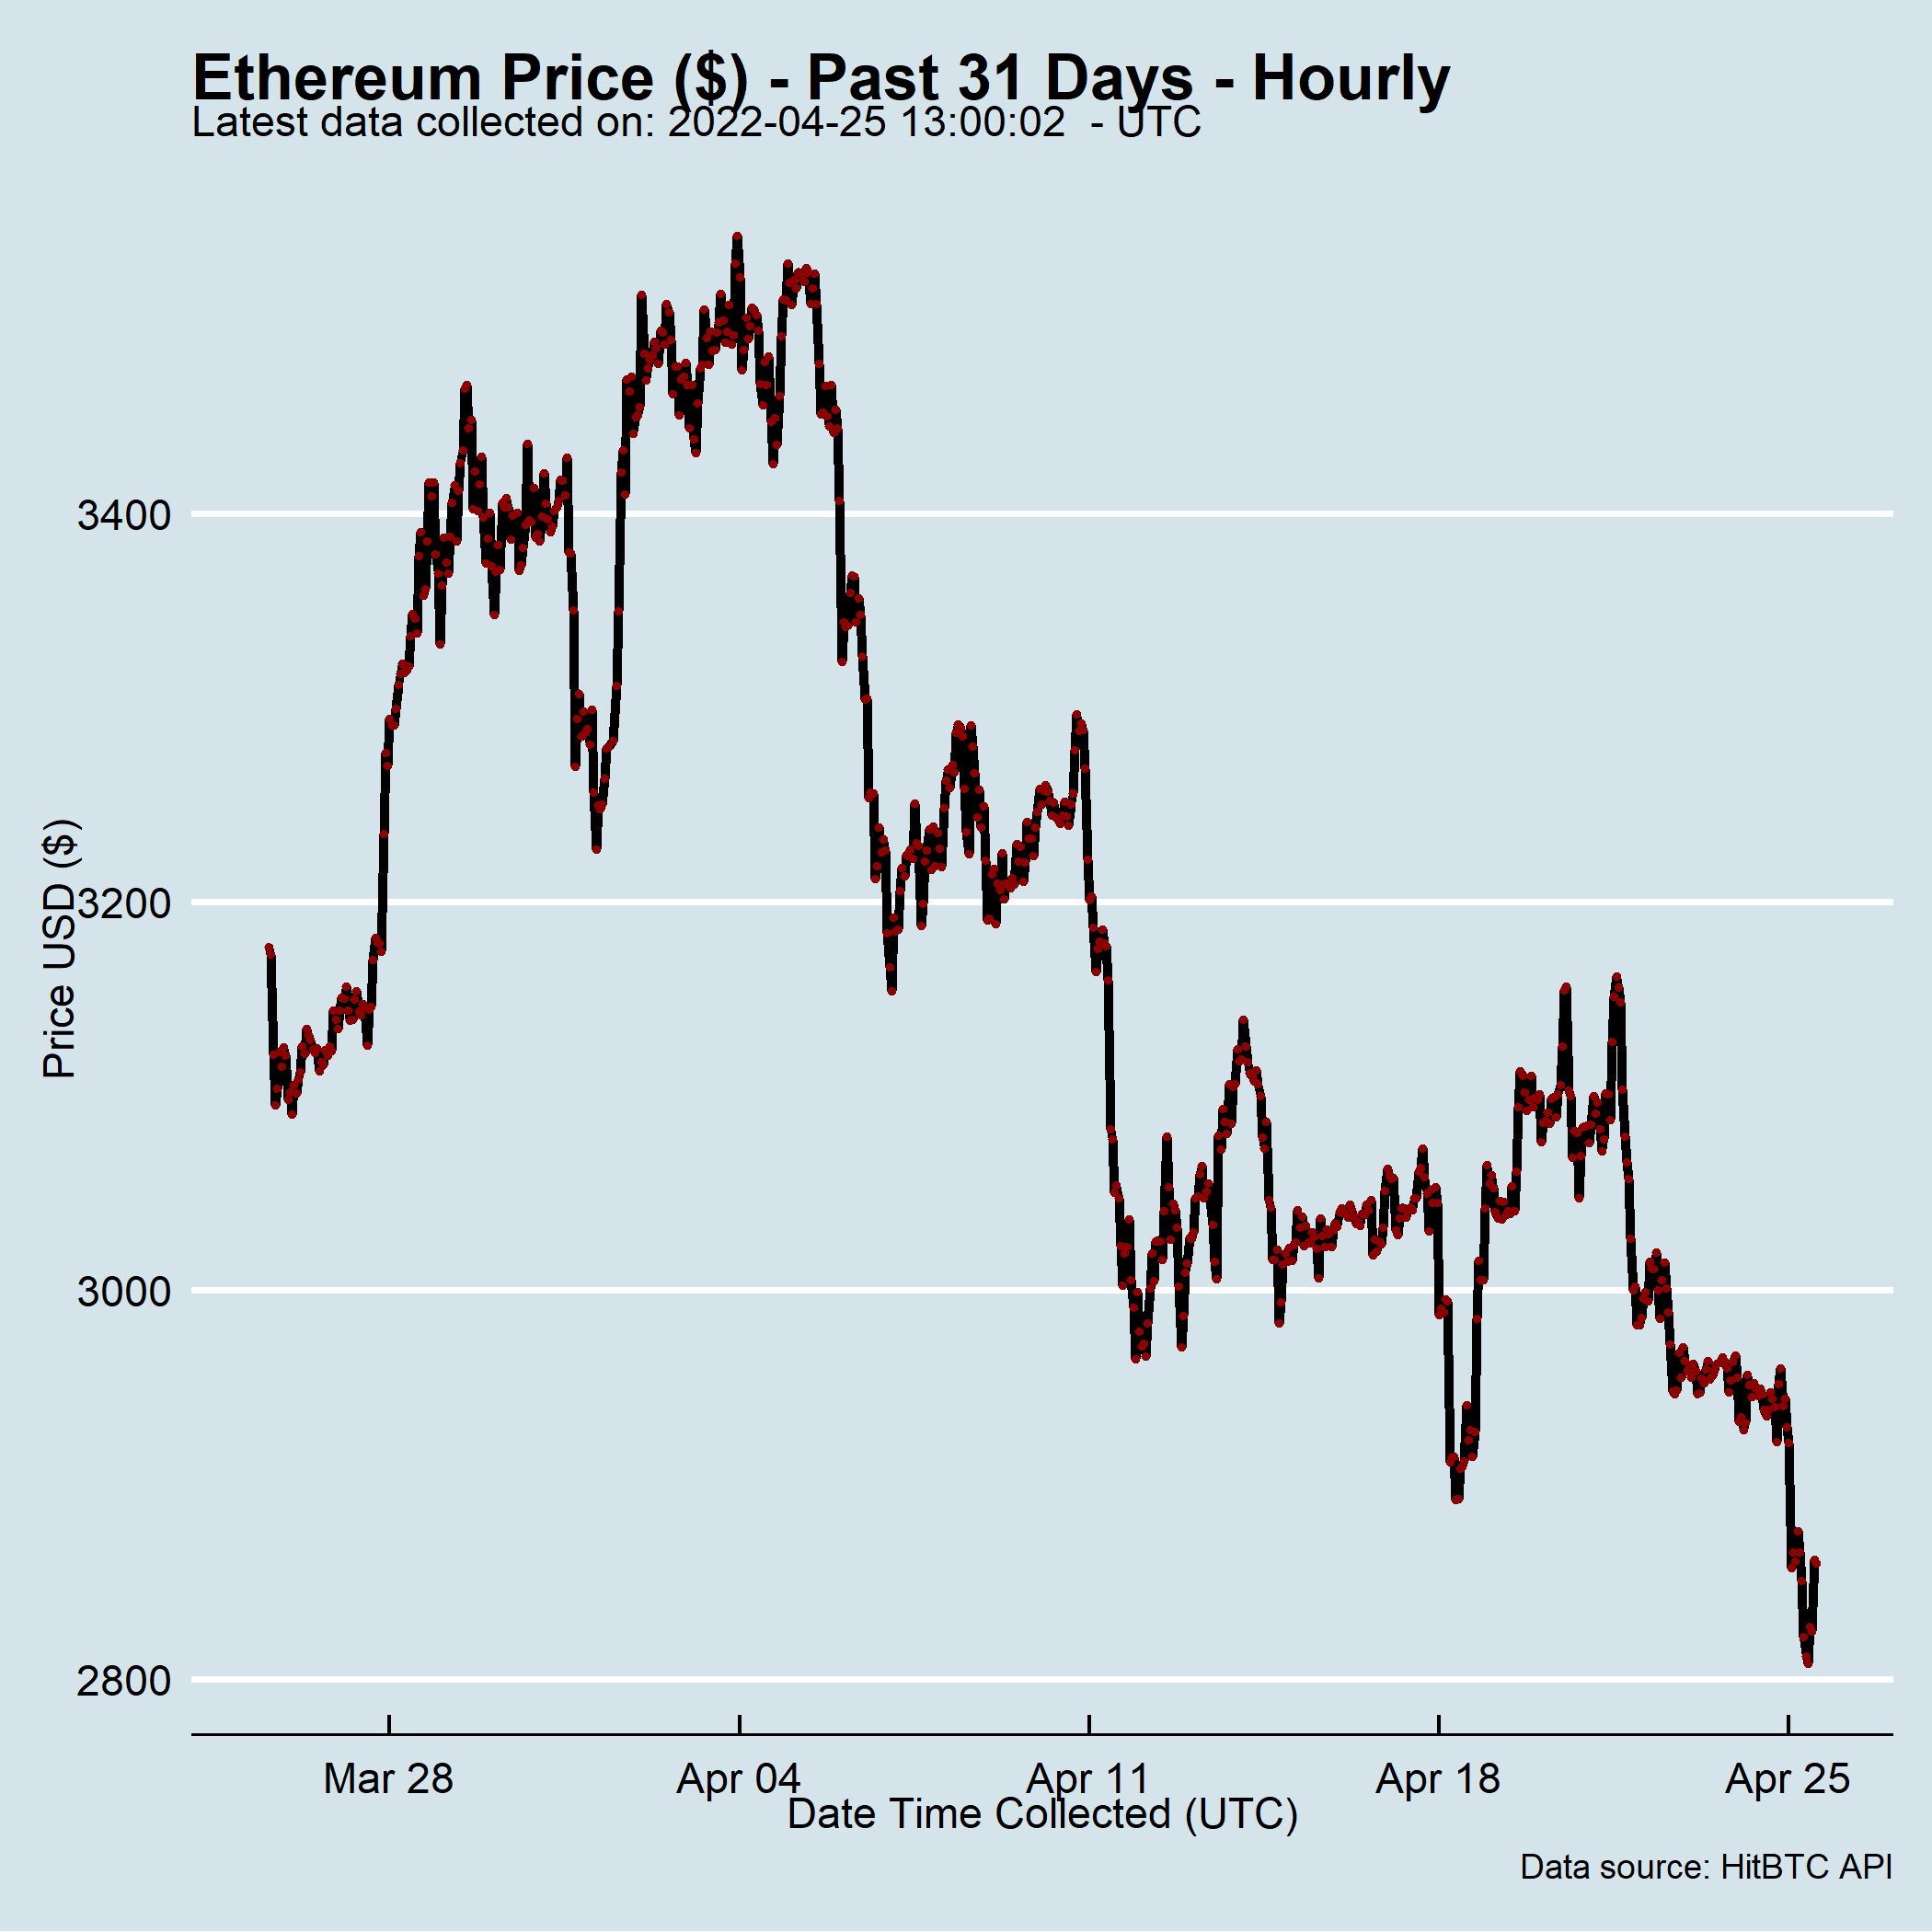 Ethereum Price ($) - Past 31 Days - Hourly
Latest data collected on: 2022-04-25 13:00:02  - UTC
Price USD ($)
3400
3200
3000
2800
Mar 28 Apr 04 Apr 11 Apr 18 Apr 25
Date Time Collected (UTC)
Data source: HitBTC API